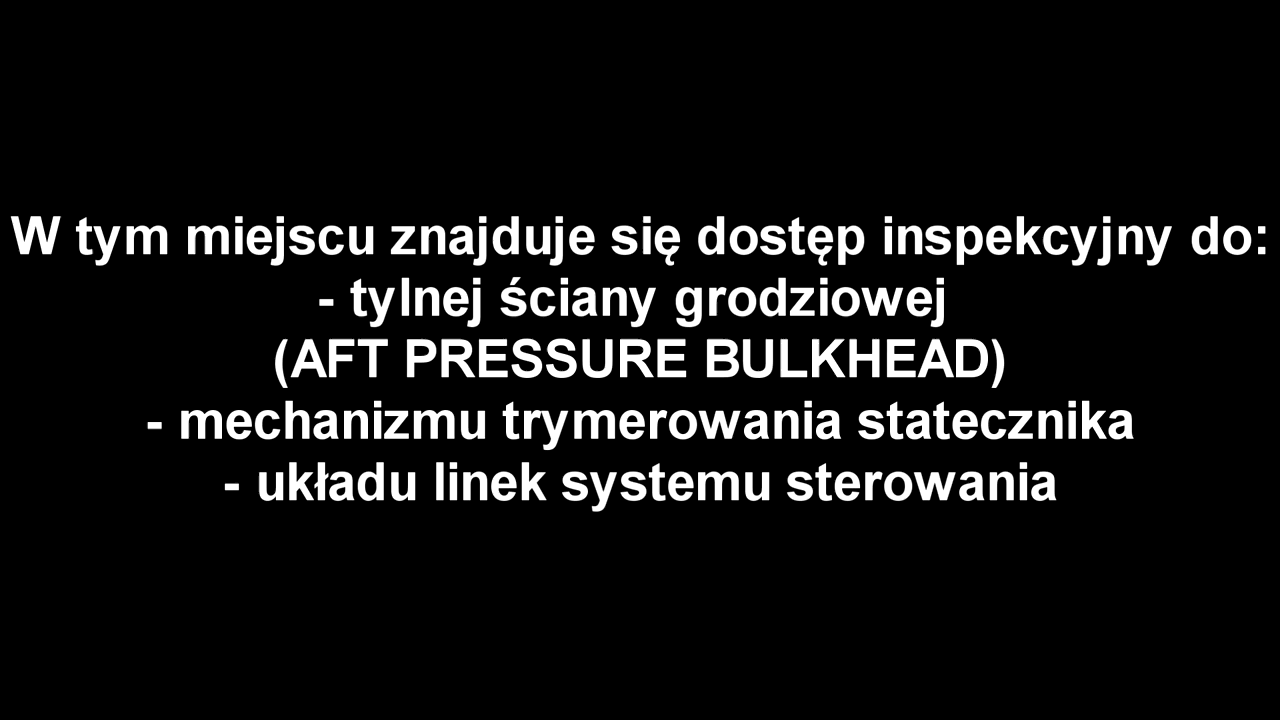 W tym miejscu znajduje się dostęp inspekcyjny do:
- tylnej ściany grodziowej
(AFT PRESSURE BULKHEAD)
- mechanizmu trymerowania statecznika
- układu linek systemu sterowania